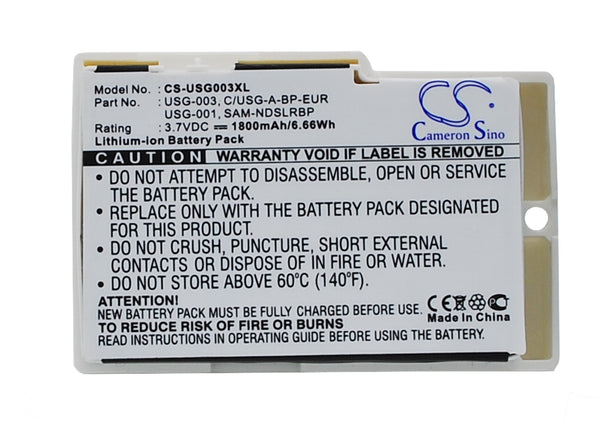 Model No. : CS-USG003XL
Part No. : USG-003, C/USG-A-BP-EUR
USG-001, SAM-NDSLRBP
Rating : 3.7VDC ⎓ 1800mAh/6.66Wh
Lithium-ion Battery Pack
CS
Cameron Sino
CAUTION WARRANTY VOID IF LABEL IS REMOVED
• DO NOT ATTEMPT TO DISASSEMBLE, OPEN OR SERVICE
THE BATTERY PACK.
• REPLACE ONLY WITH THE BATTERY PACK DESIGNATED
FOR THIS PRODUCT.
• DO NOT CRUSH, PUNCTURE, SHORT EXTERNAL
CONTACTS OR DISPOSE OF IN FIRE OR WATER.
• DO NOT STORE ABOVE 60°C (140°F).
ATTENTION!
NEW BATTERY PACK MUST BE FULLY CHARGED BEFORE USE.
TO REDUCE RISK OF FIRE OR BURNS
READ OPERATING GUIDE BEFORE USING BATTERY.
CE
Made In China